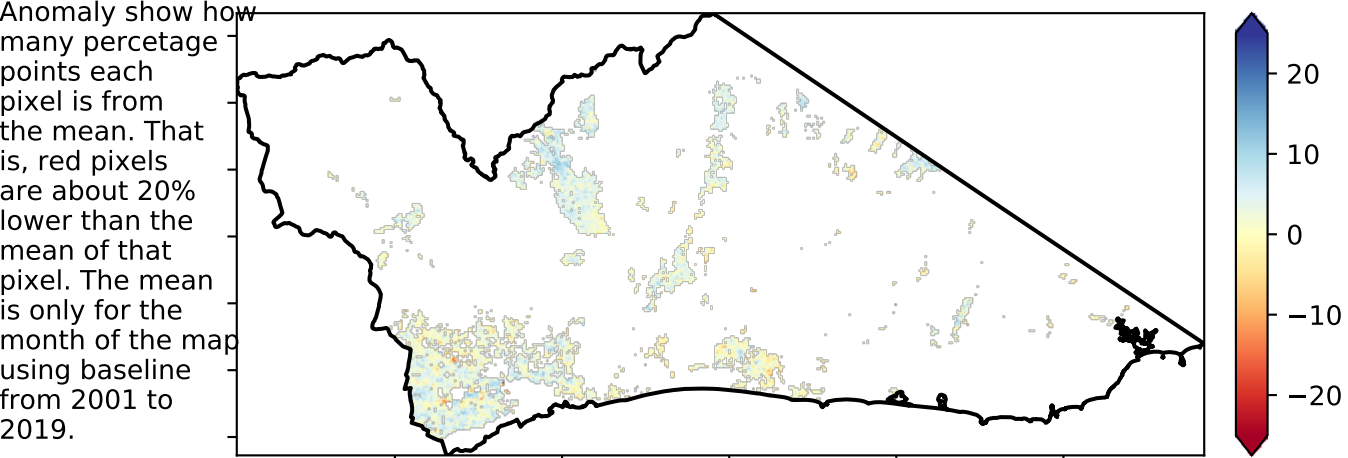 Anomaly show how
many percetage
points each
pixel is from
the mean. That
is, red pixels
are about 20%
lower than the
mean of that
pixel. The mean
is only for the
month of the map
using baseline
from 2001 to
2019.
20
10
0
−10
−20